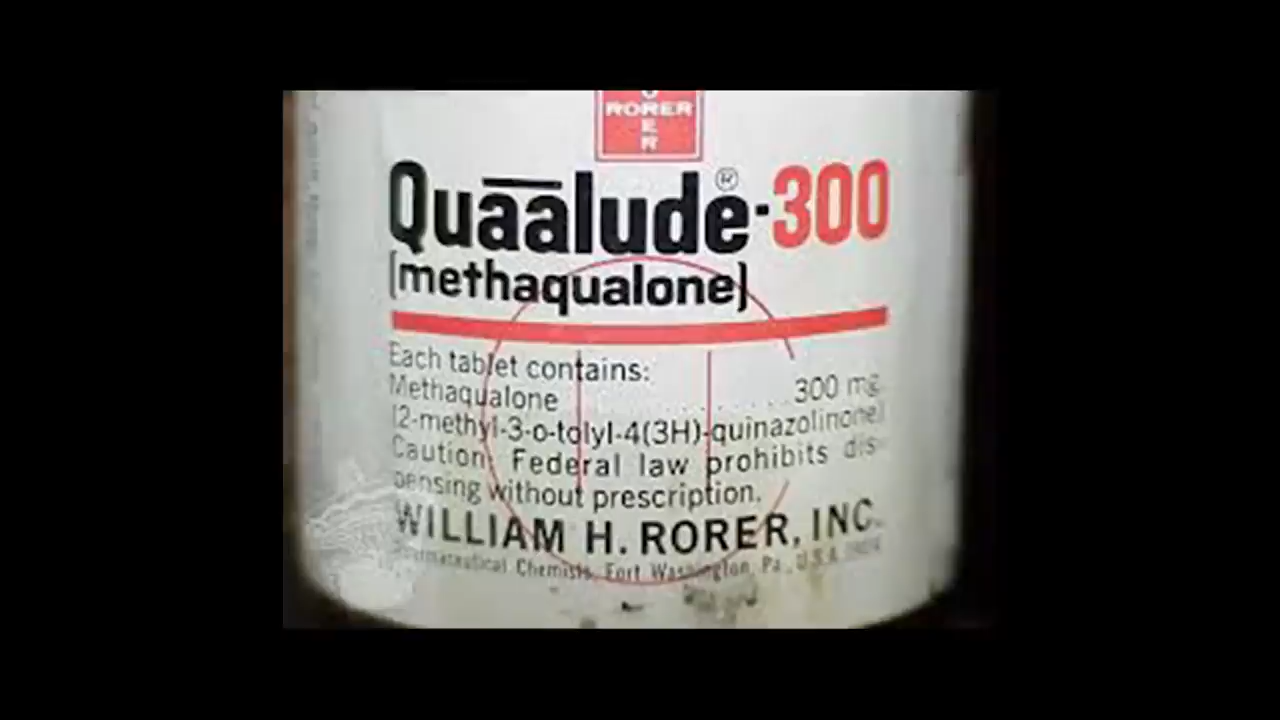 RORER
Quāālude®-300
(methaqualone)
Each tablet contains:
Methaqualone . . . . . . . . . . 300 mg.
(2-methyl-3-o-tolyl-4(3H)-quinazolinone)
Caution: Federal law prohibits dis-
pensing without prescription.
WILLIAM H. RORER, INC.
Pharmaceutical Chemists, Fort Washington, Pa., U.S.A.